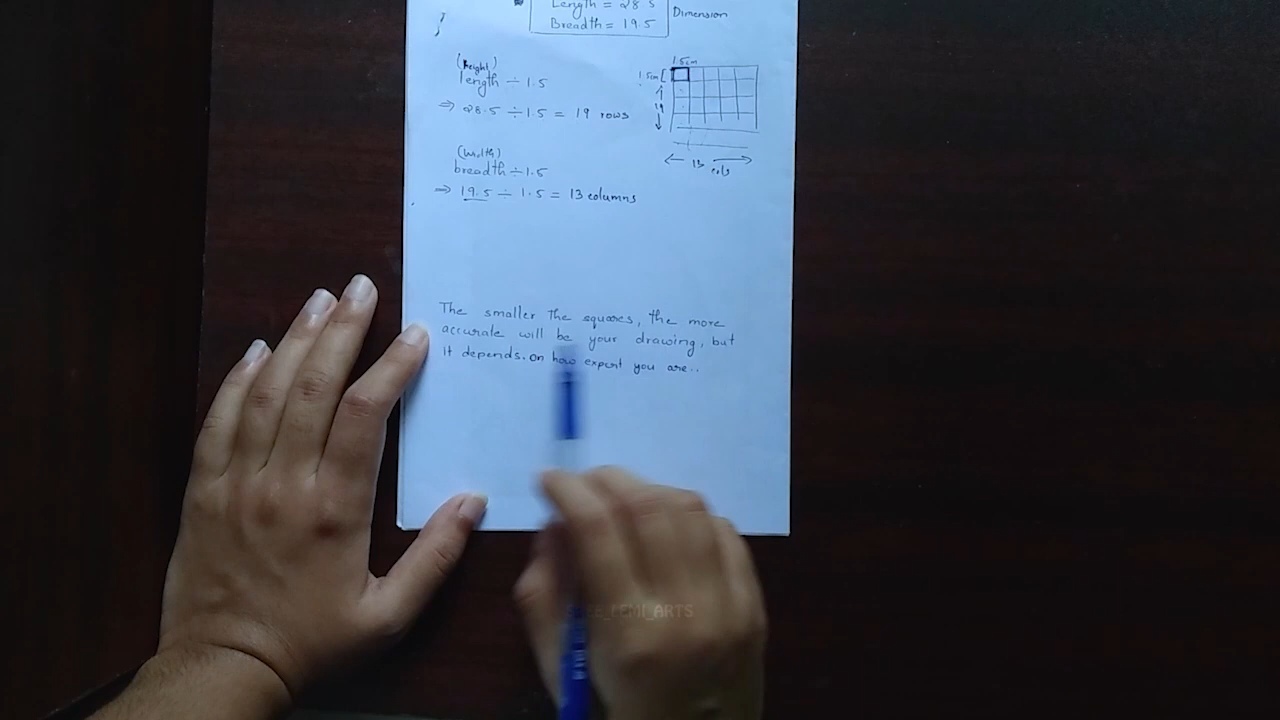 Length = 28.5
Breadth = 19.5
Dimension
(height)
length ÷ 1.5
⇒ 28.5 ÷ 1.5 = 19 rows
1.5cm
1.5cm
19
← 13 → cols
(width)
breadth ÷ 1.5
⇒ 19.5 ÷ 1.5 = 13 columns
The smaller the squares, the more
accurate will be your drawing, but
it depends. on how expert you are..